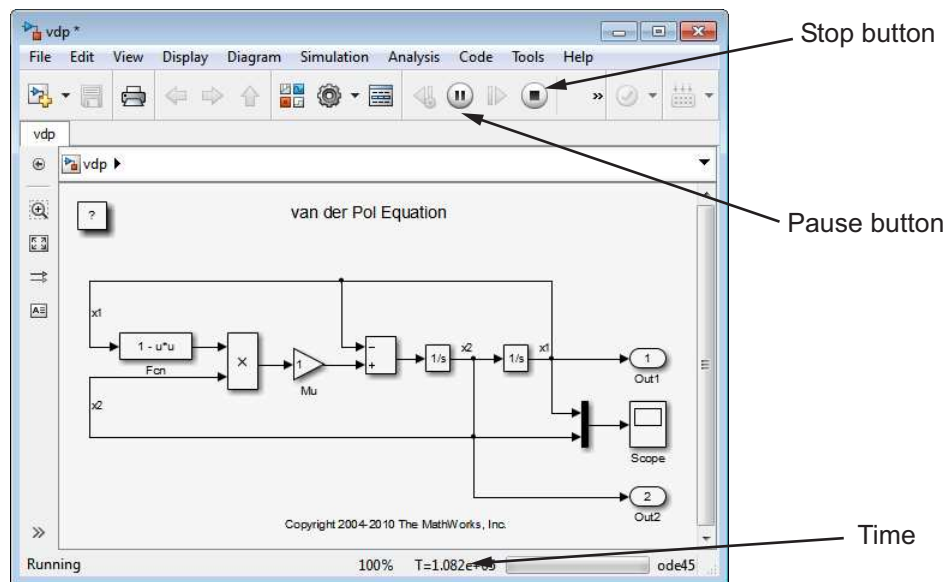 vdp *
Stop button
File Edit View Display Diagram Simulation Analysis Code Tools Help
»
vdp
vdp
?
van der Pol Equation
Pause button
x1
1 - u*u
Fcn
×
1
Mu
−
+
1/s
x2
1/s
x1
1
Out1
x2
Scope
2
Out2
Copyright 2004-2010 The MathWorks, Inc.
»
Time
Running 100% ode45